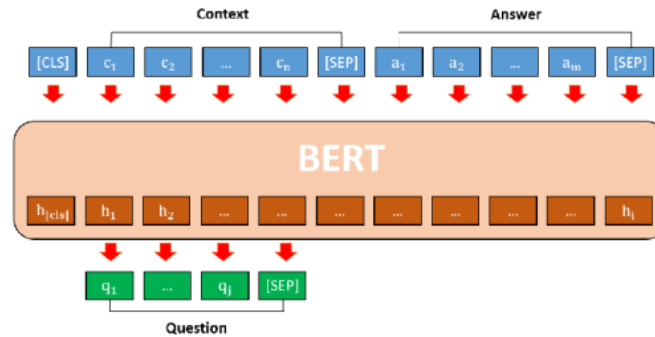 Context Answer
[CLS] c₁ c₂ ... cₙ [SEP] a₁ a₂ ... aₘ [SEP]
BERT
h[cls] h₁ h₂ ... ... ... ... ... ... ... hᵢ
q₁ ... qⱼ [SEP]
Question